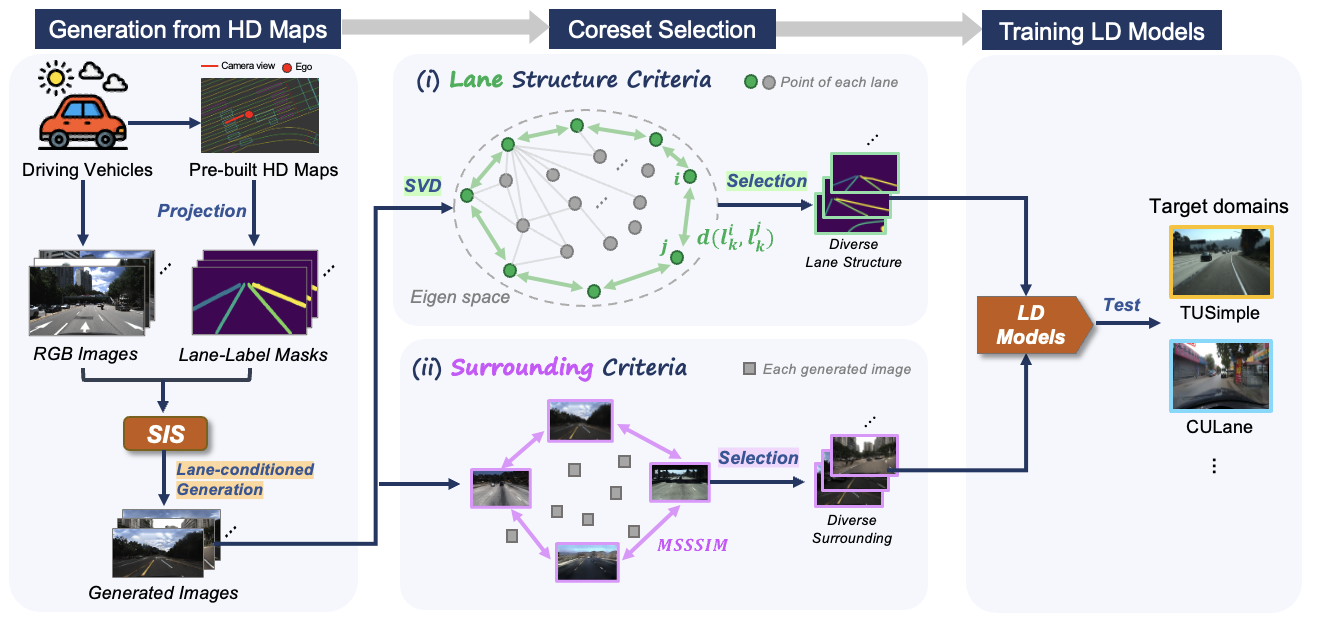 Generation from HD Maps
Coreset Selection
Training LD Models
Camera view
Ego
Driving Vehicles
Pre-built HD Maps
Projection
RGB Images
Lane-Label Masks
SIS
Lane-conditioned
Generation
Generated Images
(i) Lane Structure Criteria
Point of each lane
SVD
i
j
d(l_k^i, l_k^j)
Eigen space
Selection
Diverse
Lane Structure
(ii) Surrounding Criteria
Each generated image
MSSSIM
Selection
Diverse
Surrounding
LD
Models
Test
Target domains
TUSimple
CULane